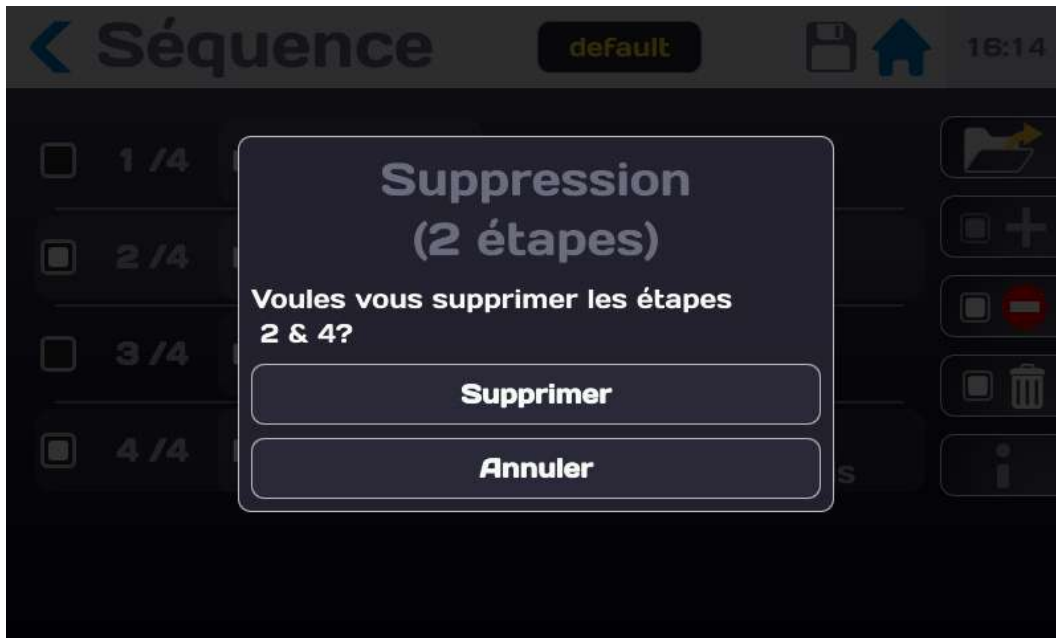 Séquence
default
16:14
1 /4
Suppression
(2 étapes)
2 /4
Voules vous supprimer les étapes
2 & 4?
3 /4
Supprimer
4 /4
Annuler